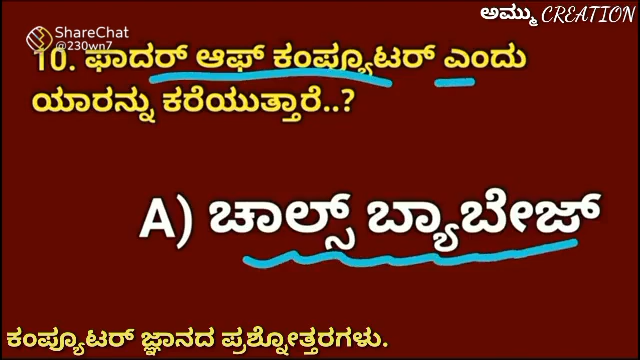 ಅಮ್ಮು CREATION
ShareChat
@230wn7
10. ಫಾದರ್ ಆಫ್ ಕಂಪ್ಯೂಟರ್ ಎಂದು
ಯಾರನ್ನು ಕರೆಯುತ್ತಾರೆ..?
A) ಚಾಲ್ಸ್ ಬ್ಯಾಬೇಜ್
ಕಂಪ್ಯೂಟರ್ ಜ್ಞಾನದ ಪ್ರಶ್ನೋತ್ತರಗಳು.